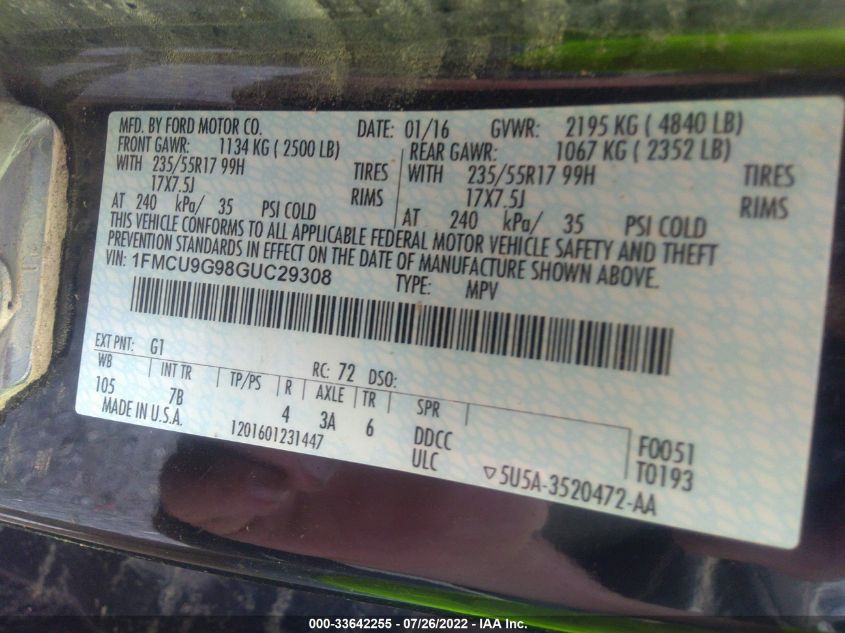 MFD. BY FORD MOTOR CO. DATE: 01/16 GVWR: 2195 KG ( 4840 LB)
FRONT GAWR: 1134 KG ( 2500 LB) REAR GAWR: 1067 KG ( 2352 LB)
WITH 235/55R17 99H TIRES WITH 235/55R17 99H TIRES
17X7.5J RIMS 17X7.5J RIMS
AT 240 kPa/ 35 PSI COLD AT 240 kPa/ 35 PSI COLD
THIS VEHICLE CONFORMS TO ALL APPLICABLE FEDERAL MOTOR VEHICLE SAFETY AND THEFT
PREVENTION STANDARDS IN EFFECT ON THE DATE OF MANUFACTURE SHOWN ABOVE.
VIN: 1FMCU9G98GUC29308 TYPE: MPV
EXT PNT: G1 RC: 72 DSO:
WB INT TR TP/PS R AXLE TR SPR
105 7B 4 3A 6 DDCC F0051
MADE IN U.S.A. 1201601231447 ULC T0193
▽5U5A-3520472-AA
000-33642255 - 07/26/2022 - IAA Inc.